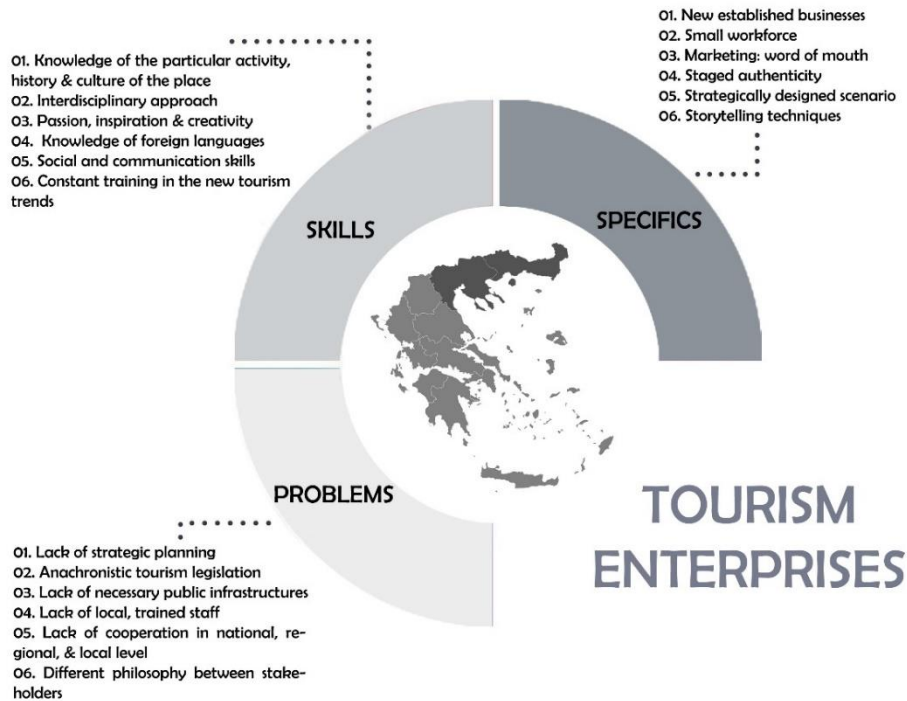 01. Knowledge of the particular activity,
history & culture of the place
02. Interdisciplinary approach
03. Passion, inspiration & creativity
04. Knowledge of foreign languages
05. Social and communication skills
06. Constant training in the new tourism
trends
SKILLS
01. New established businesses
02. Small workforce
03. Marketing: word of mouth
04. Staged authenticity
05. Strategically designed scenario
06. Storytelling techniques
SPECIFICS
PROBLEMS
01. Lack of strategic planning
02. Anachronistic tourism legislation
03. Lack of necessary public infrastructures
04. Lack of local, trained staff
05. Lack of cooperation in national, re-
gional, & local level
06. Different philosophy between stake-
holders
TOURISM
ENTERPRISES